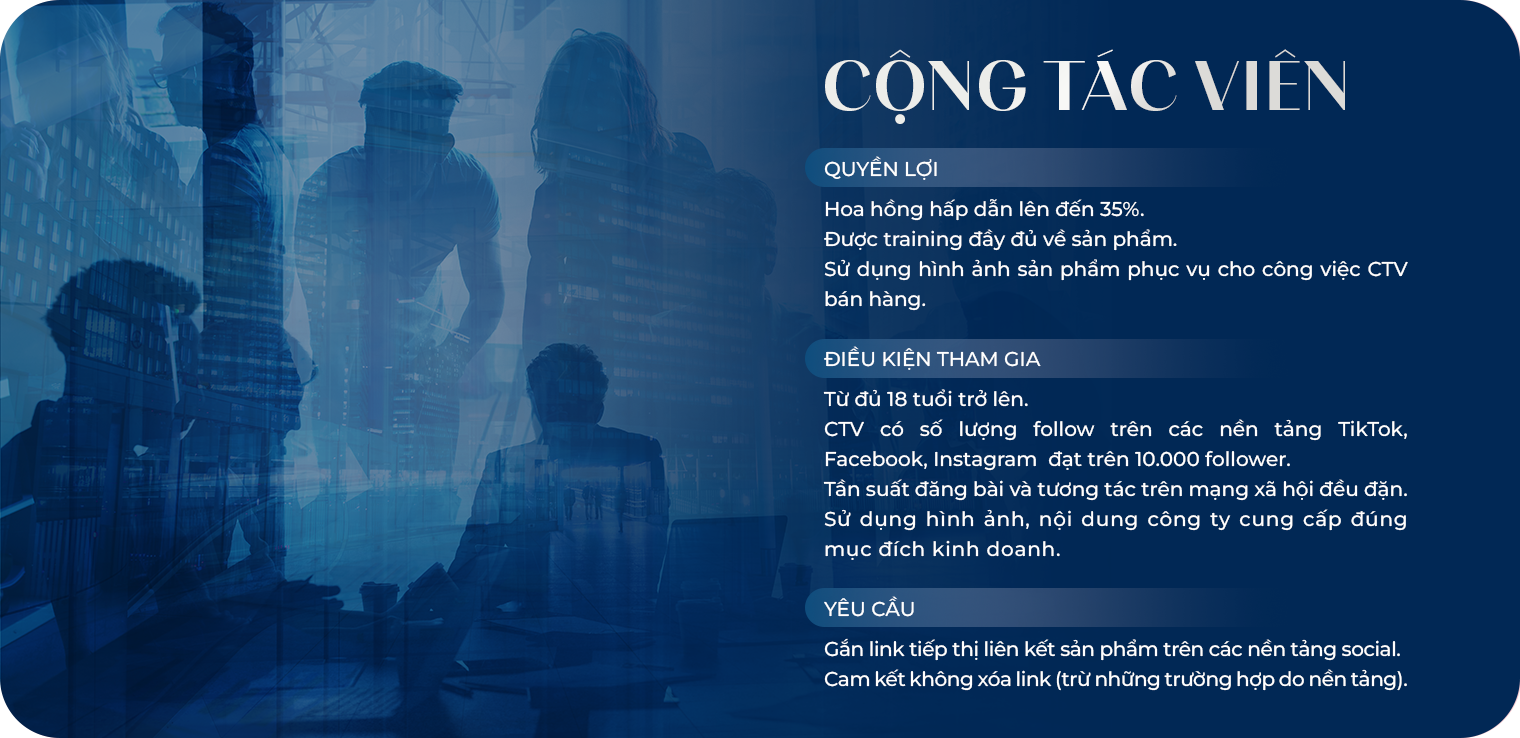 CỘNG TÁC VIÊN
QUYỀN LỢI
Hoa hồng hấp dẫn lên đến 35%.
Được training đầy đủ về sản phẩm.
Sử dụng hình ảnh sản phẩm phục vụ cho công việc CTV
bán hàng.
ĐIỀU KIỆN THAM GIA
Từ đủ 18 tuổi trở lên.
CTV có số lượng follow trên các nền tảng TikTok,
Facebook, Instagram đạt trên 10.000 follower.
Tần suất đăng bài và tương tác trên mạng xã hội đều đặn.
Sử dụng hình ảnh, nội dung công ty cung cấp đúng
mục đích kinh doanh.
YÊU CẦU
Gắn link tiếp thị liên kết sản phẩm trên các nền tảng social.
Cam kết không xóa link (trừ những trường hợp do nền tảng).